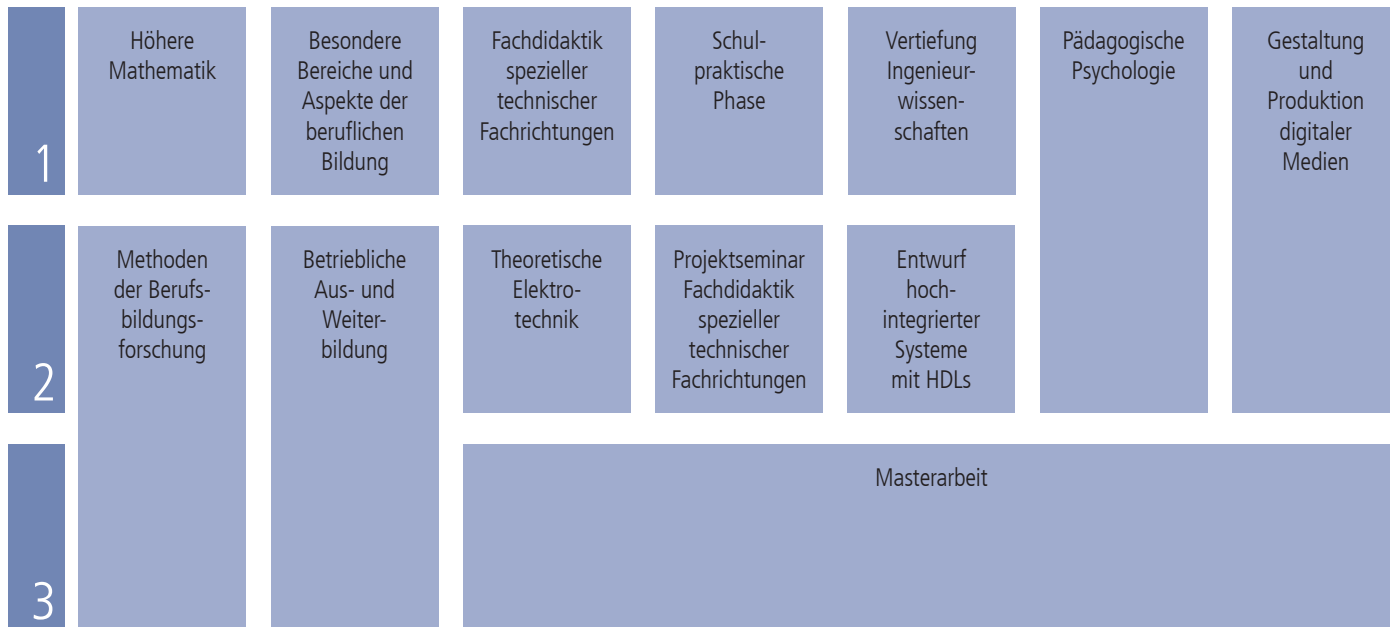 1
Höhere
Mathematik
Besondere
Bereiche und
Aspekte der
beruflichen
Bildung
Fachdidaktik
spezieller
technischer
Fachrichtungen
Schul-
praktische
Phase
Vertiefung
Ingenieur-
wissen-
schaften
Pädagogische
Psychologie
Gestaltung
und
Produktion
digitaler
Medien
2
Methoden
der Berufs-
bildungs-
forschung
Betriebliche
Aus- und
Weiter-
bildung
Theoretische
Elektro-
technik
Projektseminar
Fachdidaktik
spezieller
technischer
Fachrichtungen
Entwurf
hoch-
integrierter
Systeme
mit HDLs
3
Masterarbeit